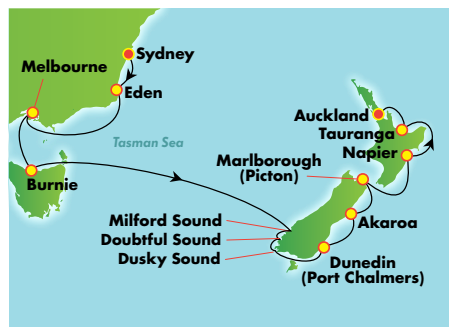 Sydney
Melbourne
Eden
Auckland
Tauranga
Tasman Sea
Napier
Marlborough
(Picton)
Burnie
Milford Sound
Akaroa
Doubtful Sound
Dusky Sound
Dunedin
(Port Chalmers)